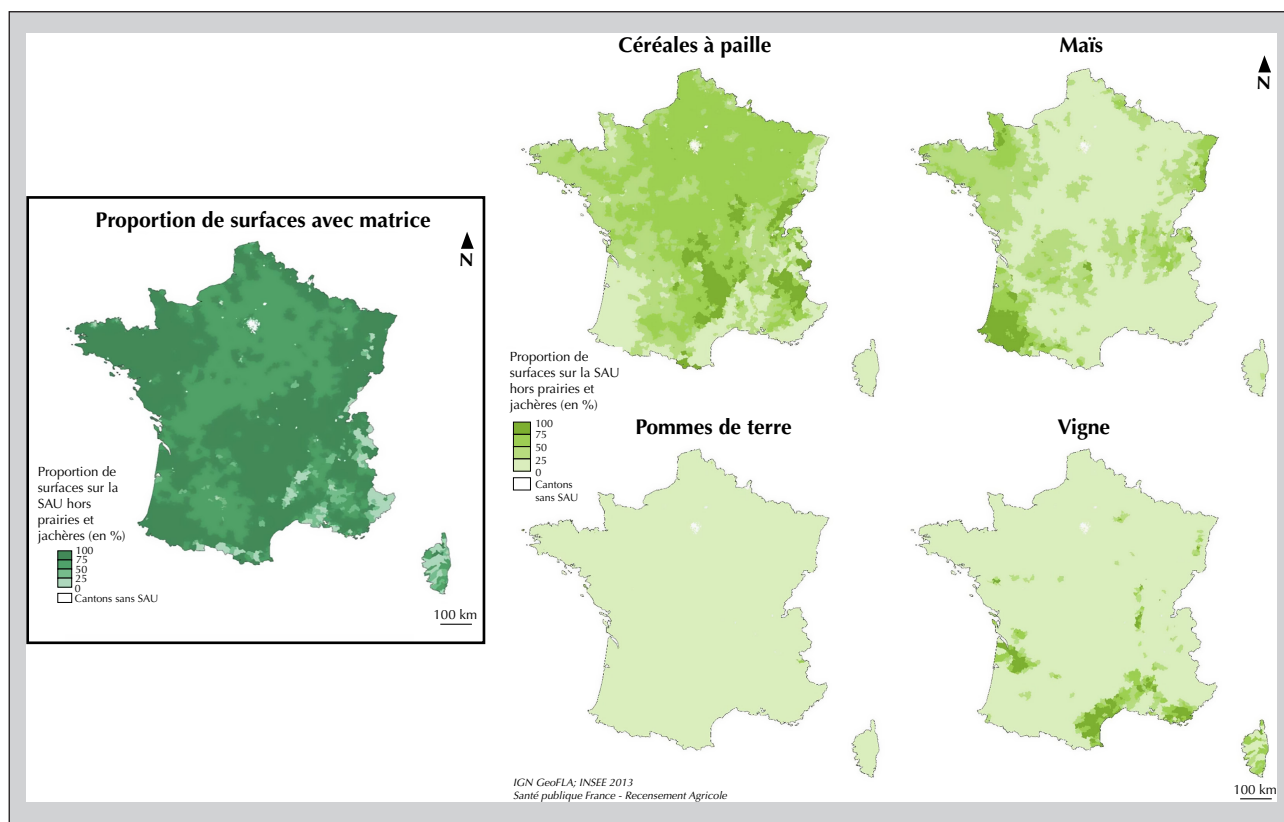 Proportion de surfaces avec matrice
N
Proportion de
surfaces sur la
SAU hors
prairies et
jachères (en %)
100
75
50
25
0
Cantons sans SAU
100 km
Céréales à paille
Maïs
N
Proportion de
surfaces sur la SAU
hors prairies et
jachères (en %)
100
75
50
25
0
Cantons
sans SAU
Pommes de terre
Vigne
100 km
IGN GeoFLA; INSEE 2013
Santé publique France - Recensement Agricole